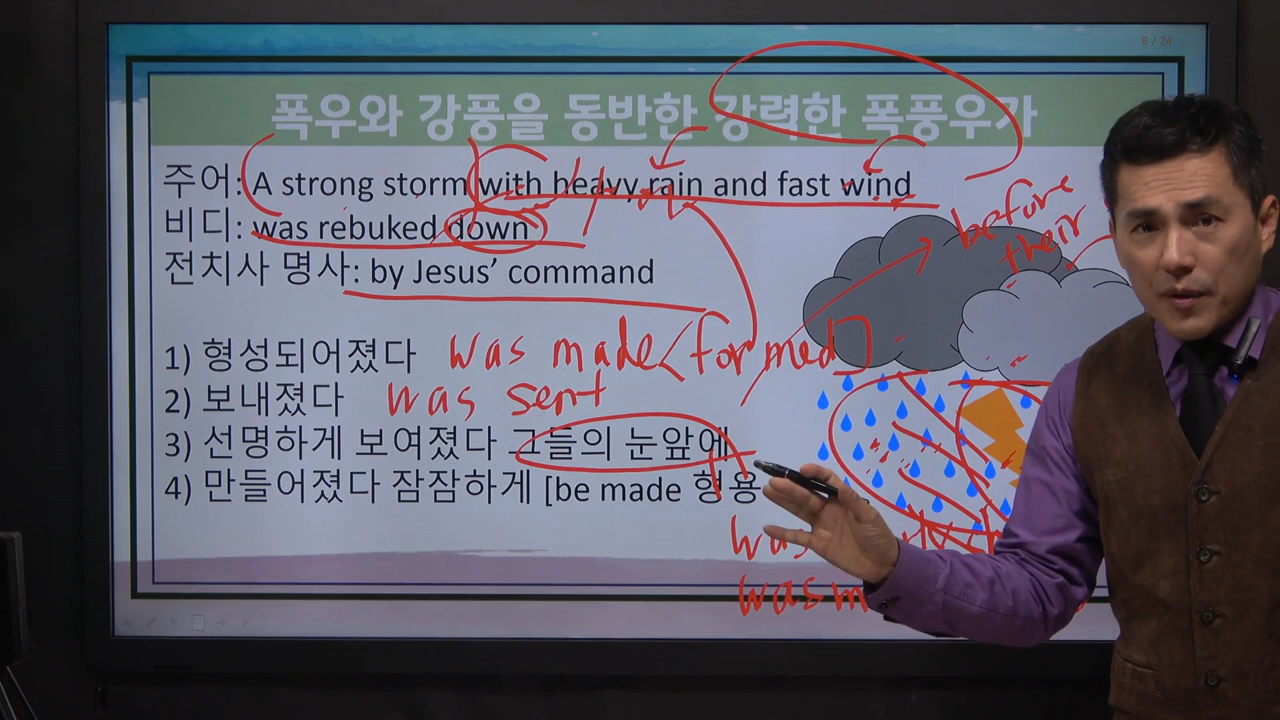 8 / 24
폭우와 강풍을 동반한 강력한 폭풍우가
주어: A strong storm with heavy rain and fast wind
비디: was rebuked down
전치사 명사: by Jesus’ command
before
their
1) 형성되어졌다 was made (formed)
2) 보내졌다 was sent
3) 선명하게 보여졌다 그들의 눈앞에
4) 만들어졌다 잠잠하게 [be made 형용
was
was m